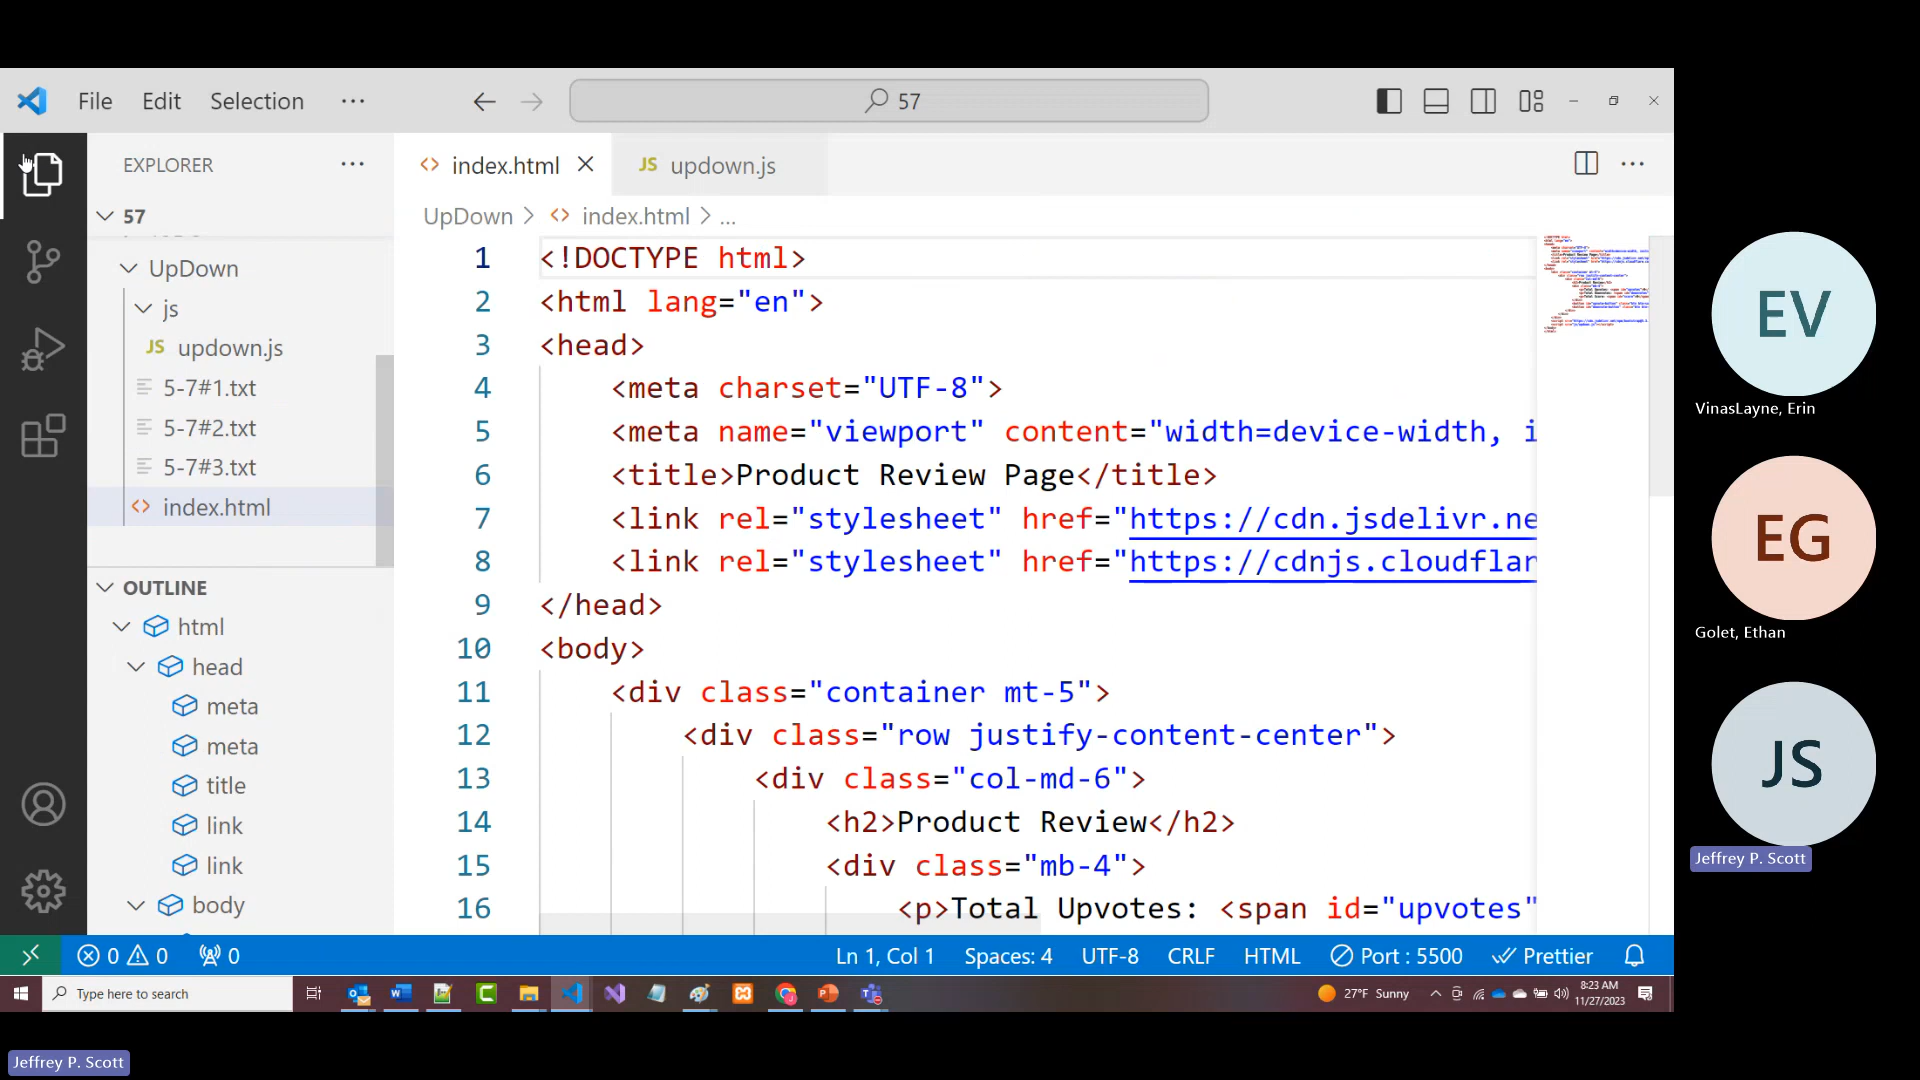 File Edit Selection ...
57
EXPLORER ...
index.html
JS updown.js
...
57
UpDown > index.html > ...
UpDown
js
JS updown.js
5-7#1.txt
5-7#2.txt
5-7#3.txt
index.html
OUTLINE
html
head
meta
meta
title
link
link
body
1 <!DOCTYPE html>
2 <html lang="en">
3 <head>
4 <meta charset="UTF-8">
5 <meta name="viewport" content="width=device-width, i
6 <title>Product Review Page</title>
7 <link rel="stylesheet" href="https://cdn.jsdelivr.ne
8 <link rel="stylesheet" href="https://cdnjs.cloudflar
9 </head>
10 <body>
11 <div class="container mt-5">
12 <div class="row justify-content-center">
13 <div class="col-md-6">
14 <h2>Product Review</h2>
15 <div class="mb-4">
16 <p>Total Upvotes: <span id="upvotes"
0 0 0
Ln 1, Col 1 Spaces: 4 UTF-8 CRLF HTML Port : 5500 Prettier
Type here to search
27°F Sunny
8:23 AM
11/27/2023
EV
VinasLayne, Erin
EG
Golet, Ethan
JS
Jeffrey P. Scott
Jeffrey P. Scott